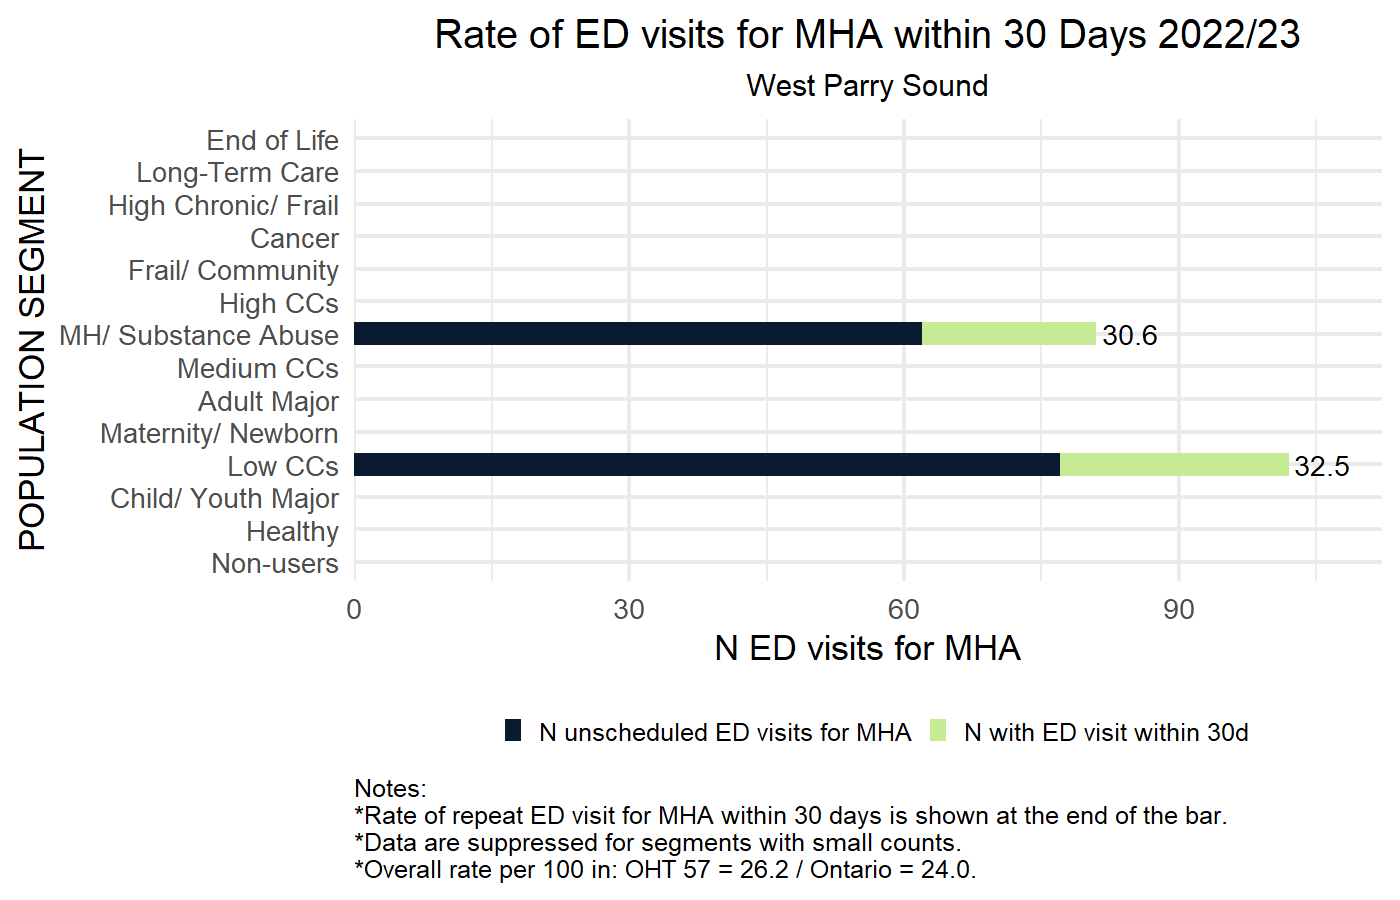 Rate of ED visits for MHA within 30 Days 2022/23
West Parry Sound
POPULATION SEGMENT
End of Life
Long-Term Care
High Chronic/ Frail
Cancer
Frail/ Community
High CCs
MH/ Substance Abuse 30.6
Medium CCs
Adult Major
Maternity/ Newborn
Low CCs 32.5
Child/ Youth Major
Healthy
Non-users
0 30 60 90
N ED visits for MHA
N unscheduled ED visits for MHA N with ED visit within 30d
Notes:
*Rate of repeat ED visit for MHA within 30 days is shown at the end of the bar.
*Data are suppressed for segments with small counts.
*Overall rate per 100 in: OHT 57 = 26.2 / Ontario = 24.0.